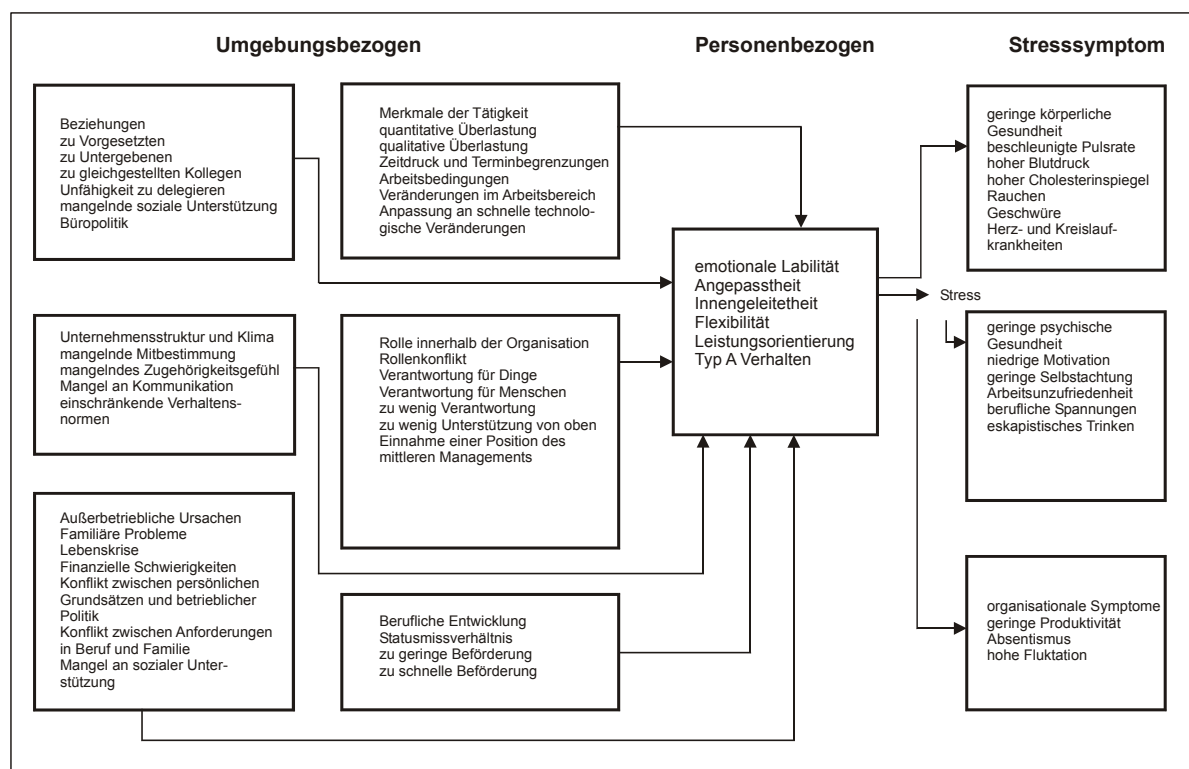 Umgebungsbezogen
Personenbezogen
Stresssymptom
Beziehungen
zu Vorgesetzten
zu Untergebenen
zu gleichgestellten Kollegen
Unfähigkeit zu delegieren
mangelnde soziale Unterstützung
Büropolitik
Merkmale der Tätigkeit
quantitative Überlastung
qualitative Überlastung
Zeitdruck und Terminbegrenzungen
Arbeitsbedingungen
Veränderungen im Arbeitsbereich
Anpassung an schnelle technolo-
gische Veränderungen
Unternehmensstruktur und Klima
mangelnde Mitbestimmung
mangelndes Zugehörigkeitsgefühl
Mangel an Kommunikation
einschränkende Verhaltens-
normen
Rolle innerhalb der Organisation
Rollenkonflikt
Verantwortung für Dinge
Verantwortung für Menschen
zu wenig Verantwortung
zu wenig Unterstützung von oben
Einnahme einer Position des
mittleren Managements
Außerbetriebliche Ursachen
Familiäre Probleme
Lebenskrise
Finanzielle Schwierigkeiten
Konflikt zwischen persönlichen
Grundsätzen und betrieblicher
Politik
Konflikt zwischen Anforderungen
in Beruf und Familie
Mangel an sozialer Unter-
stützung
Berufliche Entwicklung
Statusmissverhältnis
zu geringe Beförderung
zu schnelle Beförderung
emotionale Labilität
Angepasstheit
Innengeleitetheit
Flexibilität
Leistungsorientierung
Typ A Verhalten
Stress
geringe körperliche
Gesundheit
beschleunigte Pulsrate
hoher Blutdruck
hoher Cholesterinspiegel
Rauchen
Geschwüre
Herz- und Kreislauf-
krankheiten
geringe psychische
Gesundheit
niedrige Motivation
geringe Selbstachtung
Arbeitsunzufriedenheit
berufliche Spannungen
eskapistisches Trinken
organisationale Symptome
geringe Produktivität
Absentismus
hohe Fluktation